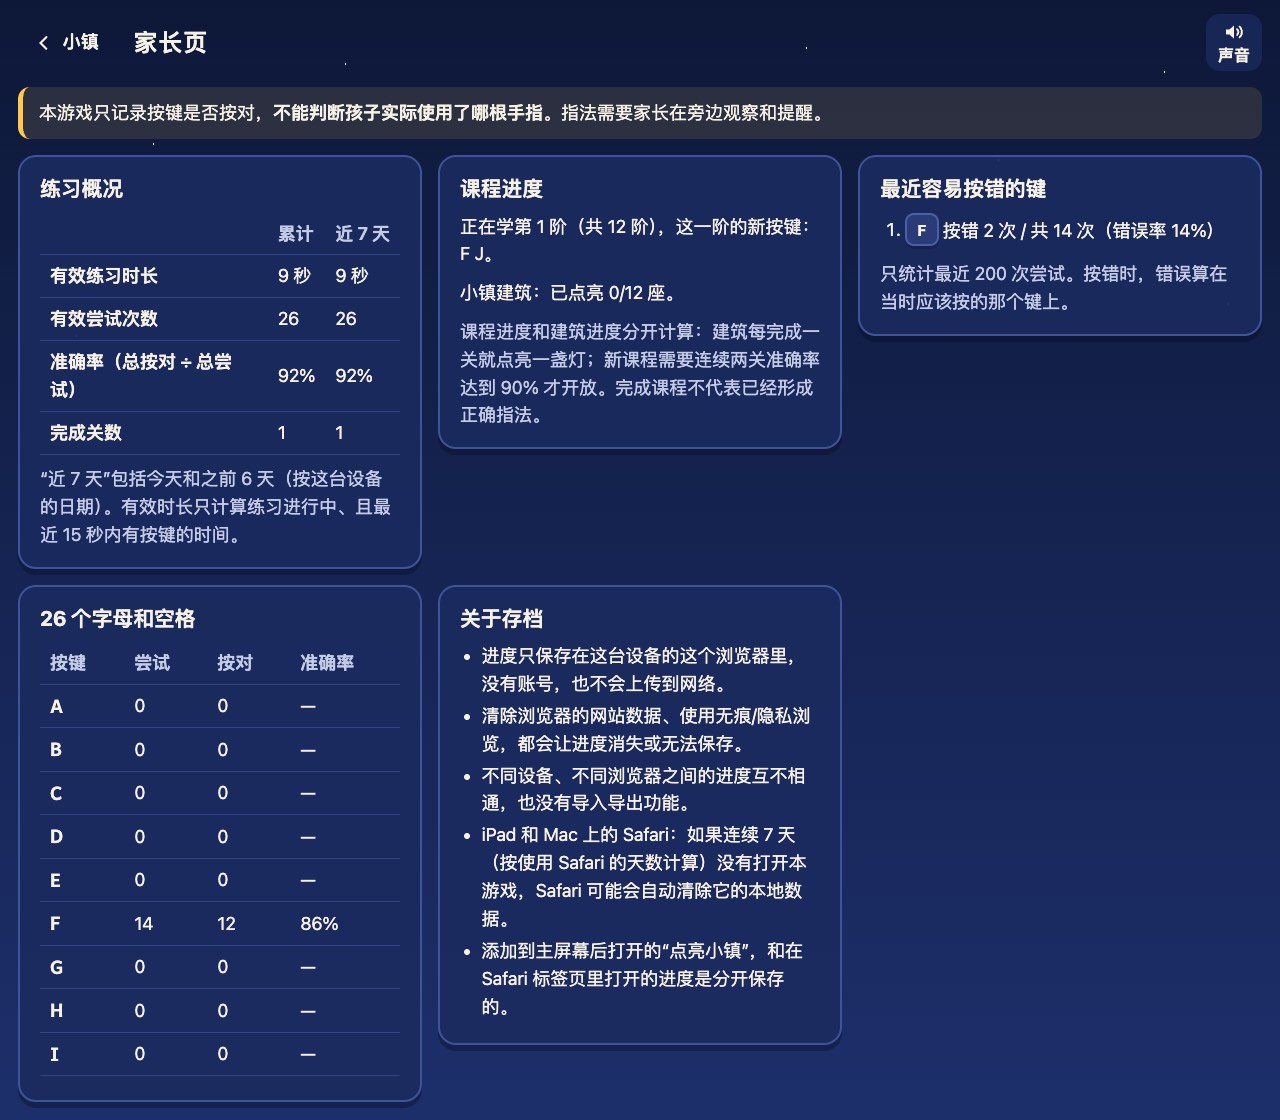 小镇
家长页
声音
本游戏只记录按键是否按对，不能判断孩子实际使用了哪根手指。指法需要家长在旁边观察和提醒。
练习概况
累计 近 7 天
有效练习时长 9 秒 9 秒
有效尝试次数 26 26
准确率（总按对 ÷ 总尝
试） 92% 92%
完成关数 1 1
“近 7 天”包括今天和之前 6 天（按这台设备
的日期）。有效时长只计算练习进行中、且最
近 15 秒内有按键的时间。
课程进度
正在学第 1 阶（共 12 阶），这一阶的新按键：
F J。
小镇建筑：已点亮 0/12 座。
课程进度和建筑进度分开计算：建筑每完成一
关就点亮一盏灯；新课程需要连续两关准确率
达到 90% 才开放。完成课程不代表已经形成
正确指法。
最近容易按错的键
1. F 按错 2 次 / 共 14 次（错误率 14%）
只统计最近 200 次尝试。按错时，错误算在
当时应该按的那个键上。
26 个字母和空格
按键 尝试 按对 准确率
A 0 0 —
B 0 0 —
C 0 0 —
D 0 0 —
E 0 0 —
F 14 12 86%
G 0 0 —
H 0 0 —
I 0 0 —
关于存档
• 进度只保存在这台设备的这个浏览器里，
没有账号，也不会上传到网络。
• 清除浏览器的网站数据、使用无痕/隐私浏
览，都会让进度消失或无法保存。
• 不同设备、不同浏览器之间的进度互不相
通，也没有导入导出功能。
• iPad 和 Mac 上的 Safari：如果连续 7 天
（按使用 Safari 的天数计算）没有打开本
游戏，Safari 可能会自动清除它的本地数
据。
• 添加到主屏幕后打开的“点亮小镇”，和在
Safari 标签页里打开的进度是分开保存
的。